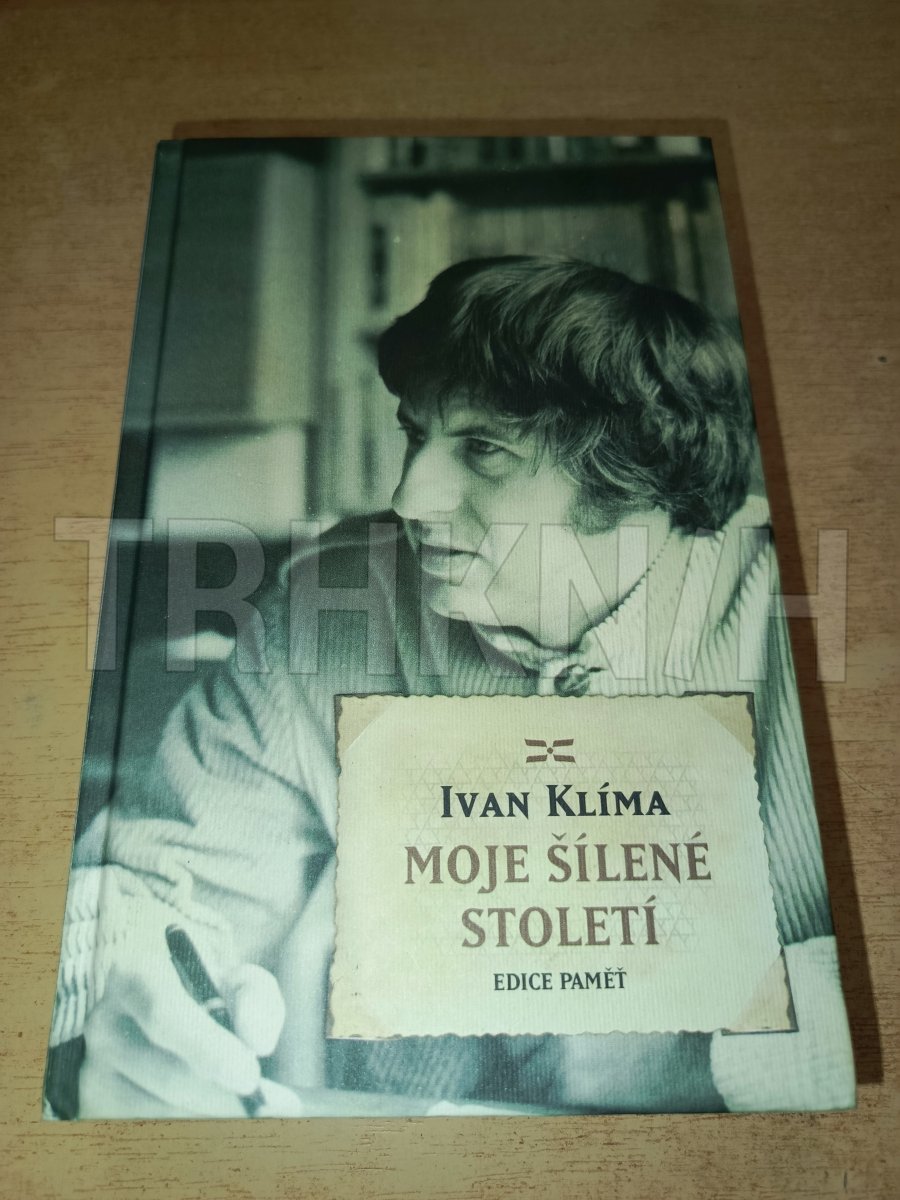 TRHKNIH
IVAN KLÍMA
MOJE ŠÍLENÉ
STOLETÍ
EDICE PAMĚŤ